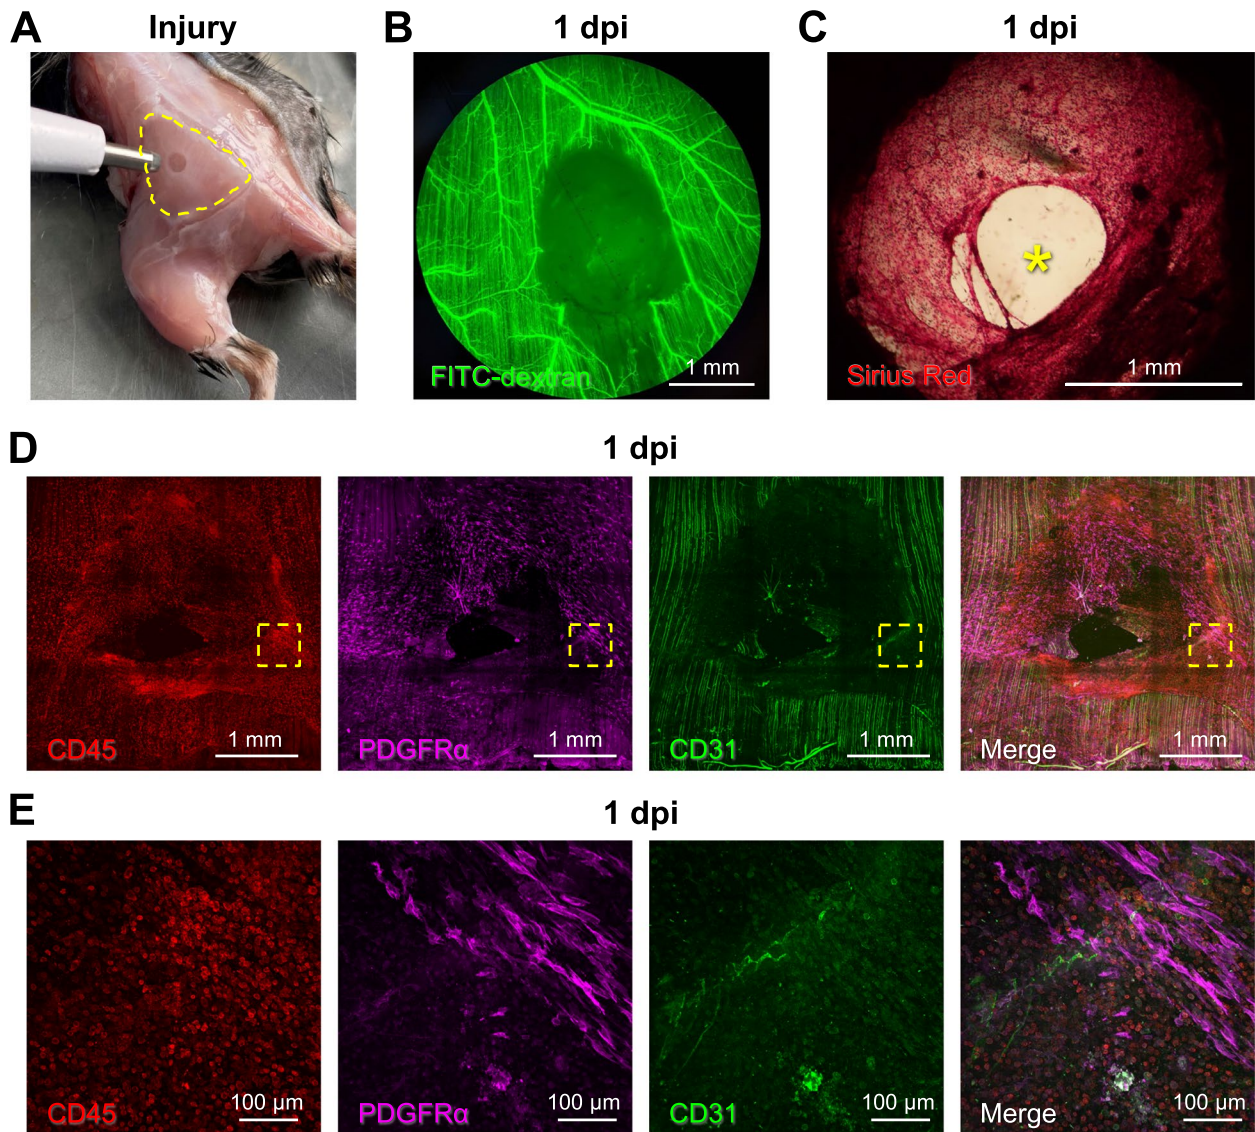 A Injury
B 1 dpi
C 1 dpi
FITC-dextran
1 mm
Sirius Red
1 mm
*
D 1 dpi
CD45
1 mm
PDGFRα
1 mm
CD31
1 mm
Merge
1 mm
E 1 dpi
CD45
100 µm
PDGFRα
100 µm
CD31
100 µm
Merge
100 µm